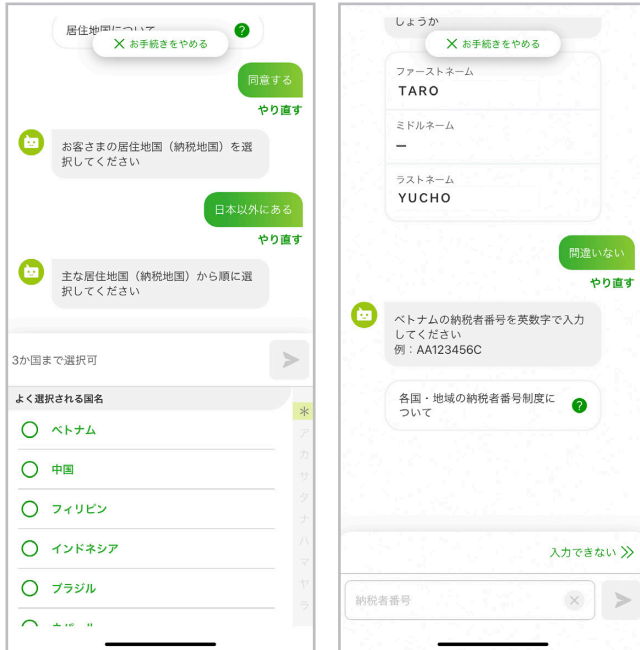 居住地国について
お手続きをやめる
同意する
やり直す
お客さまの居住地国（納税地国）を選
択してください
日本以外にある
やり直す
主な居住地国（納税地国）から順に選
択してください
3か国まで選択可
よく選択される国名
ベトナム
中国
フィリピン
インドネシア
ブラジル
＊
ア
カ
サ
タ
ナ
ハ
マ
ヤ
ラ
しょうか
お手続きをやめる
ファーストネーム
TARO
ミドルネーム
ー
ラストネーム
YUCHO
間違いない
やり直す
ベトナムの納税者番号を英数字で入力
してください
例：AA123456C
各国・地域の納税者番号制度に
ついて
入力できない
納税者番号